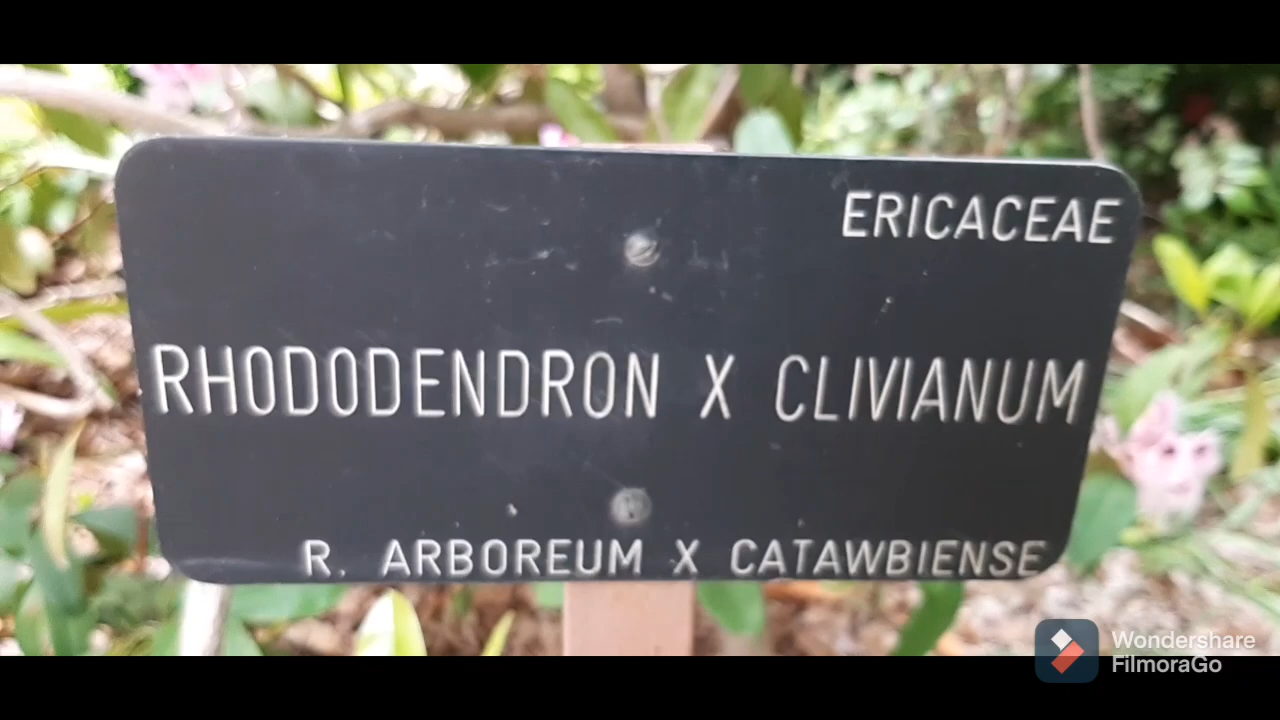 ERICACEAE
RHODODENDRON X CLIVIANUM
R. ARBOREUM X CATAWBIENSE
Wondershare
FilmoraGo